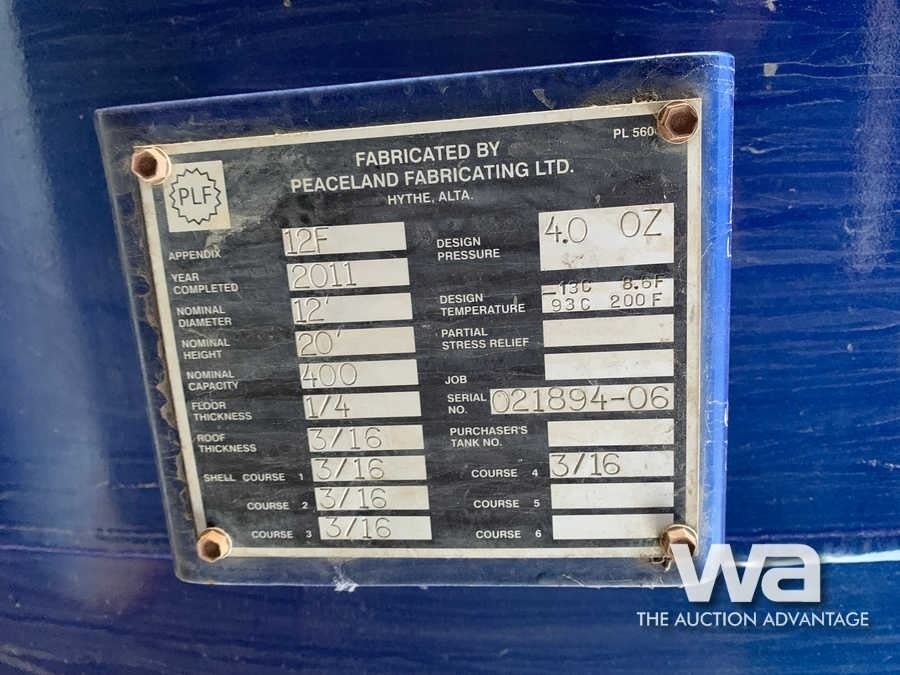 PL 560
FABRICATED BY
PEACELAND FABRICATING LTD.
HYTHE, ALTA.
PLF
APPENDIX 12F
YEAR COMPLETED 2011
NOMINAL DIAMETER 12'
NOMINAL HEIGHT 20'
NOMINAL CAPACITY 400
FLOOR THICKNESS 1/4
ROOF THICKNESS 3/16
SHELL COURSE 1 3/16
COURSE 2 3/16
COURSE 3 3/16
DESIGN PRESSURE 4.0 OZ
DESIGN TEMPERATURE -13C 8.6F
93C 200F
PARTIAL STRESS RELIEF
JOB
SERIAL NO. 021894-06
PURCHASER'S TANK NO.
COURSE 4 3/16
COURSE 5
COURSE 6
wa
THE AUCTION ADVANTAGE